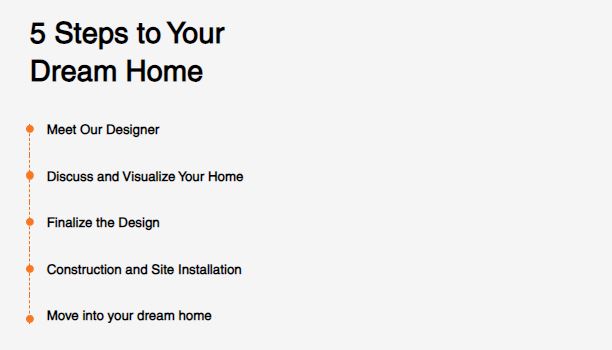 5 Steps to Your
Dream Home
Meet Our Designer
Discuss and Visualize Your Home
Finalize the Design
Construction and Site Installation
Move into your dream home